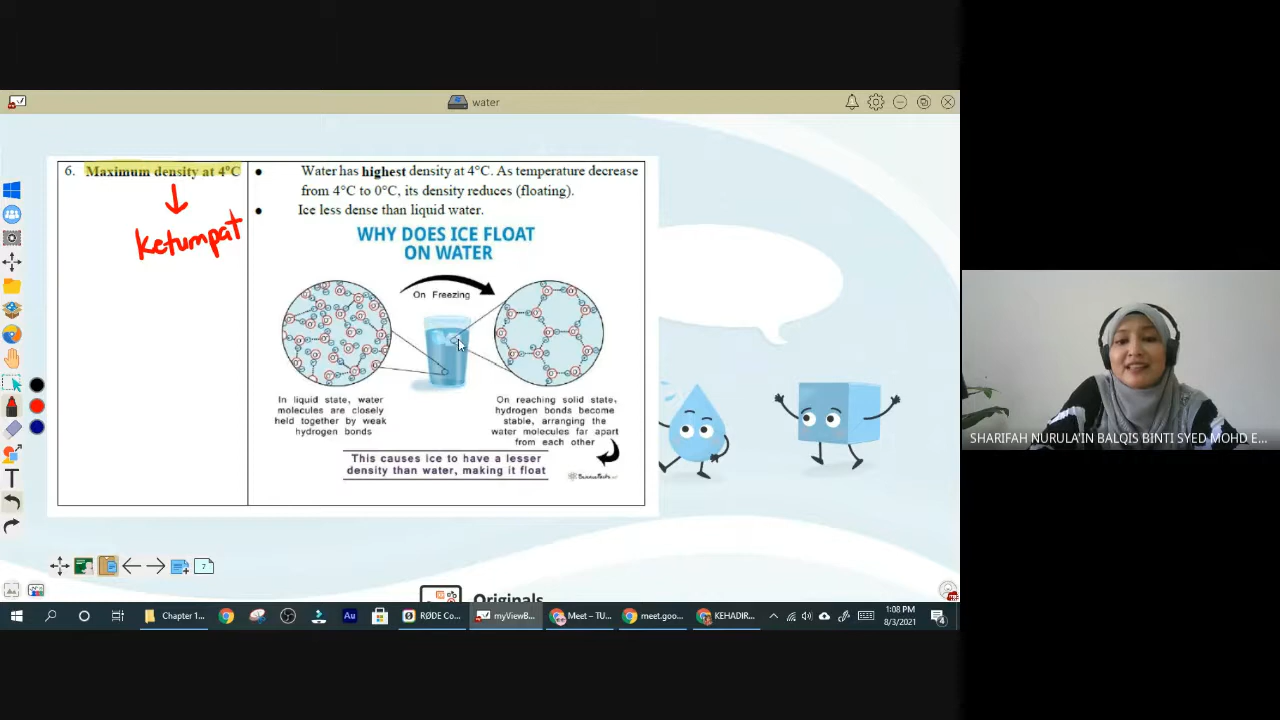 water
6. Maximum density at 4°C
Ketumpat
● Water has highest density at 4°C. As temperature decrease
from 4°C to 0°C, its density reduces (floating).
● Ice less dense than liquid water.
WHY DOES ICE FLOAT
ON WATER
On Freezing
In liquid state, water
molecules are closely
held together by weak
hydrogen bonds
On reaching solid state,
hydrogen bonds become
stable, arranging the
water molecules far apart
from each other
This causes ice to have a lesser
density than water, making it float
SHARIFAH NURULA'IN BALQIS BINTI SYED MOHD E...
7
Originals
Chapter 1...
Au
RØDE Co...
myViewB...
Meet – TU...
meet.goo...
KEHADIR...
1:08 PM
8/3/2021
4